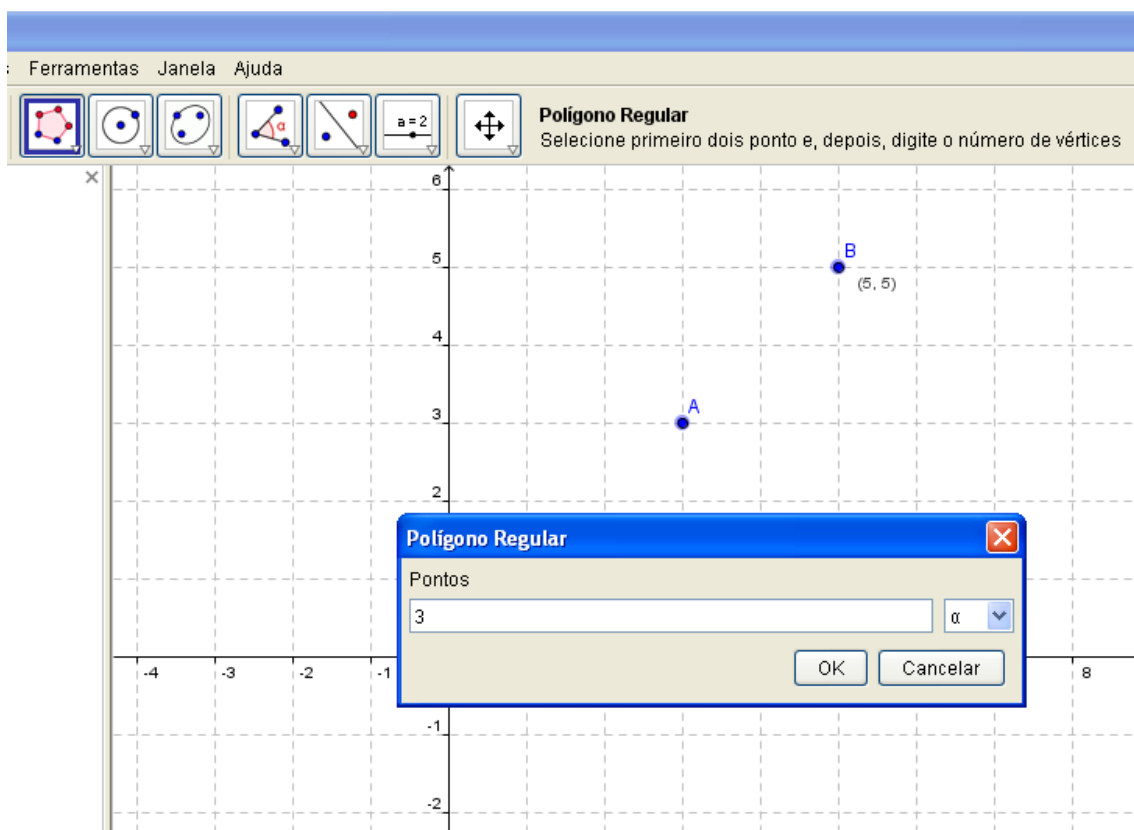 Ferramentas Janela Ajuda
α
a = 2
Polígono Regular
Selecione primeiro dois ponto e, depois, digite o número de vértices
6
B
5
(5, 5)
4
A
3
2
Polígono Regular
Pontos
3
α
OK Cancelar
-4 -3 -2 -1 8
-1
-2